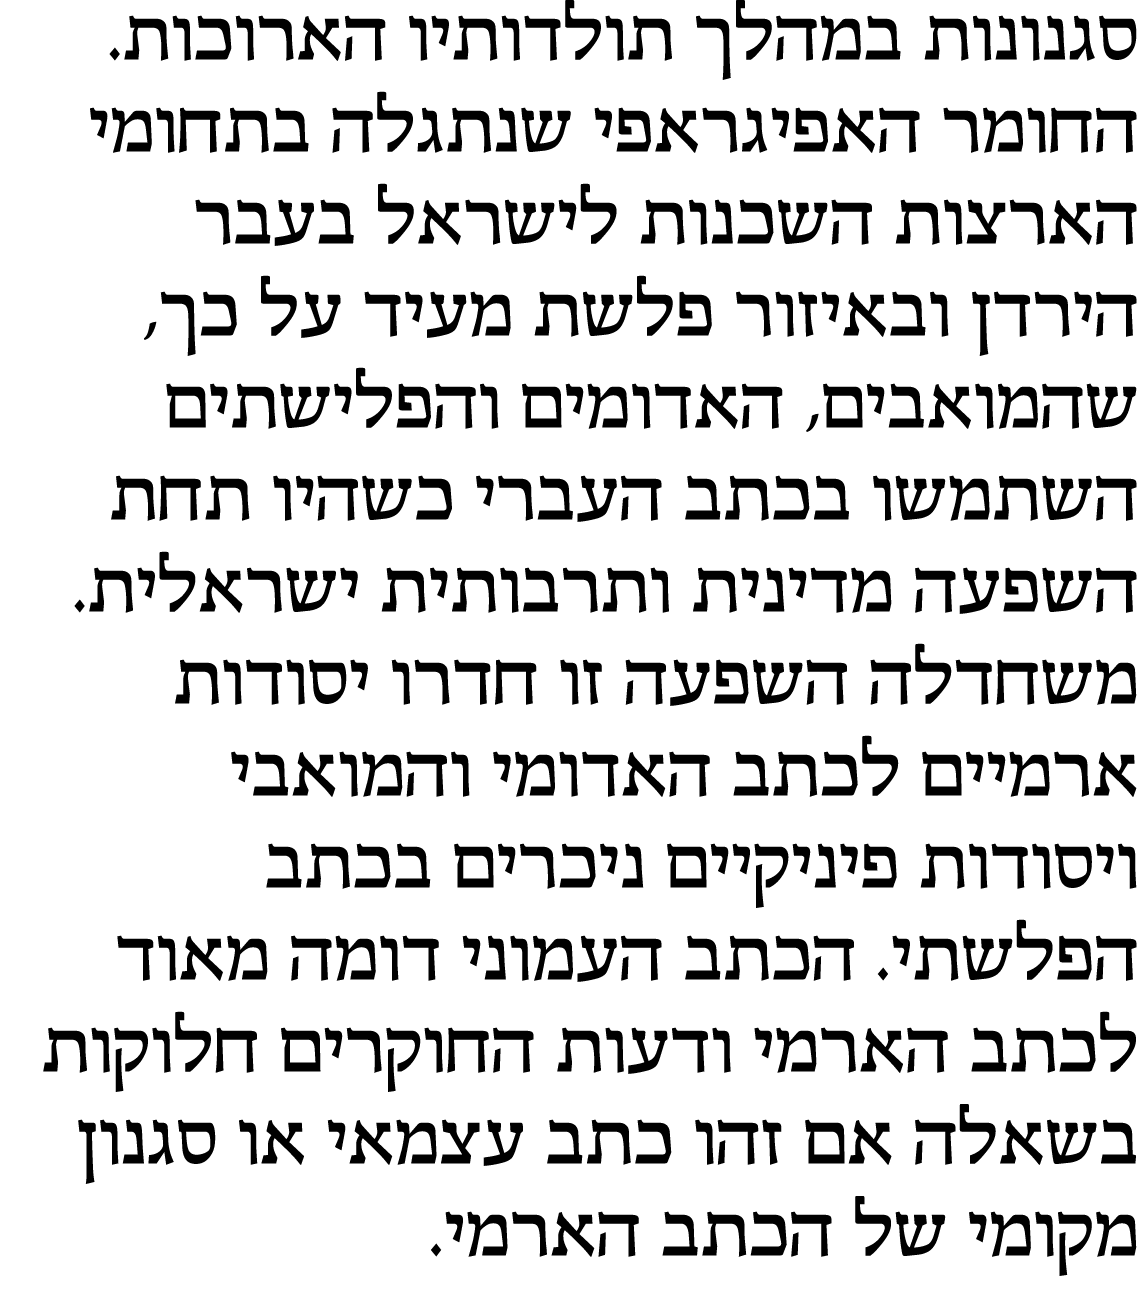 סגנונות במהלך תולדותיו הארוכות.
החומר האפיגראפי שנתגלה בתחומי
הארצות השכנות לישראל בעבר
הירדן ובאיזור פלשת מעיד על כך,
שהמואבים, האדומים והפלישתים
השתמשו בכתב העברי כשהיו תחת
השפעה מדינית ותרבותית ישראלית.
משחדלה השפעה זו חדרו יסודות
ארמיים לכתב האדומי והמואבי
ויסודות פיניקיים ניכרים בכתב
הפלשתי. הכתב העמוני דומה מאוד
לכתב הארמי ודעות החוקרים חלוקות
בשאלה אם זהו כתב עצמאי או סגנון
מקומי של הכתב הארמי.